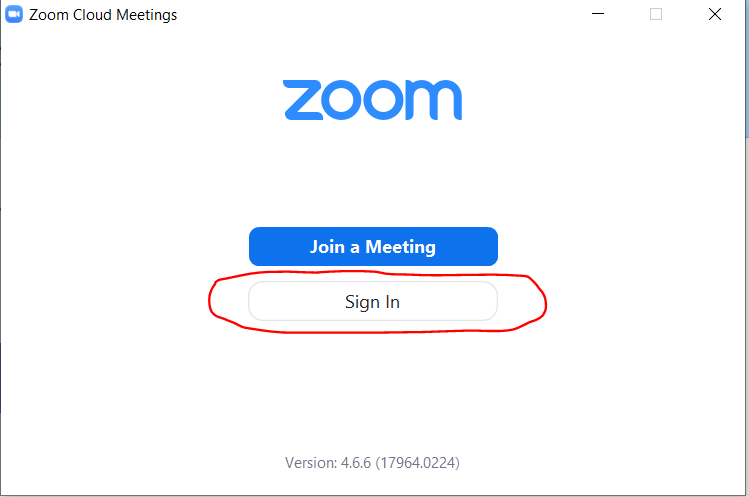 Zoom Cloud Meetings
zoom
Join a Meeting
Sign In
Version: 4.6.6 (17964.0224)